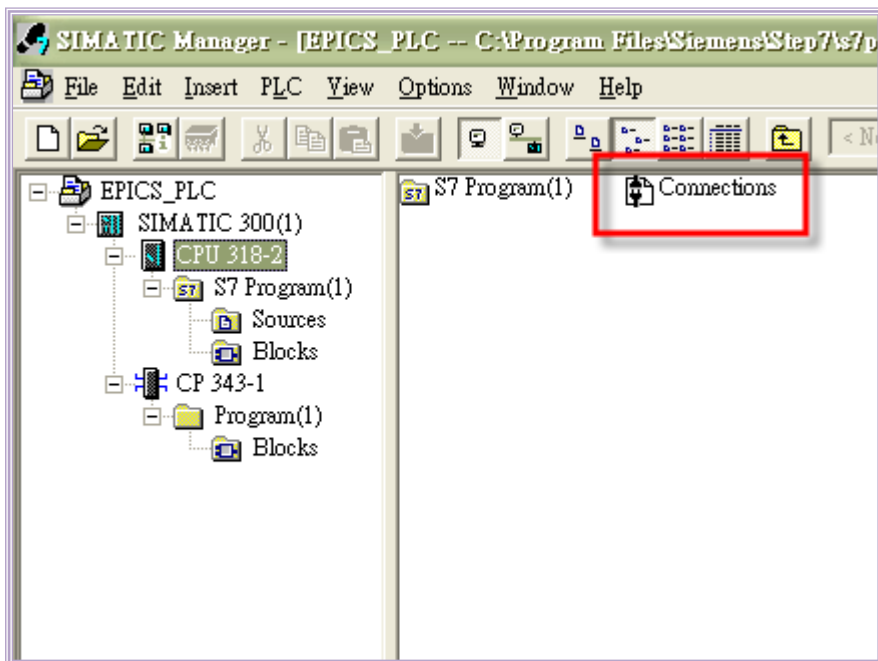 SIMATIC Manager - [EPICS_PLC -- C:\Program Files\Siemens\Step7\s7p
File Edit Insert PLC View Options Window Help
< N
EPICS_PLC
SIMATIC 300(1)
CPU 318-2
S7 Program(1)
Sources
Blocks
CP 343-1
Program(1)
Blocks
S7 Program(1) Connections